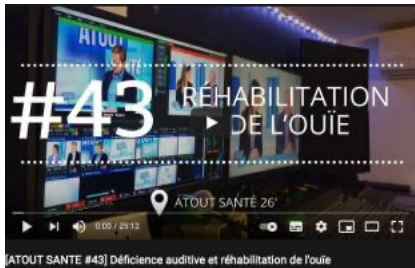 ATOUT
#43
RÉHABILITATION
DE L'OUÏE
ATOUT SANTÉ 26'
0:00 / 25:12
[ATOUT SANTE #43] Déficience auditive et réhabilitation de l'ouïe